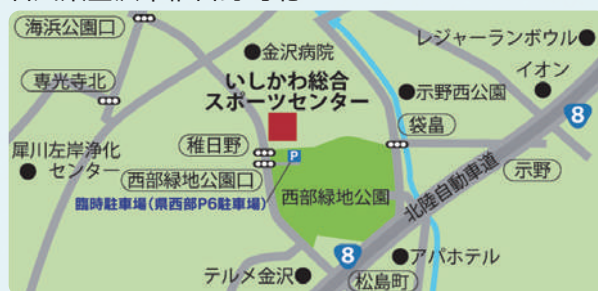 海浜公園口
金沢病院
レジャーランボウル
専光寺北
いしかわ総合
スポーツセンター
イオン
示野西公園
8
稚日野
袋畠
犀川左岸浄化
センター
P
西部緑地公園口
示野
臨時駐車場(県西部P6駐車場)
西部緑地公園
北陸自動車道
8
アパホテル
テルメ金沢
松島町